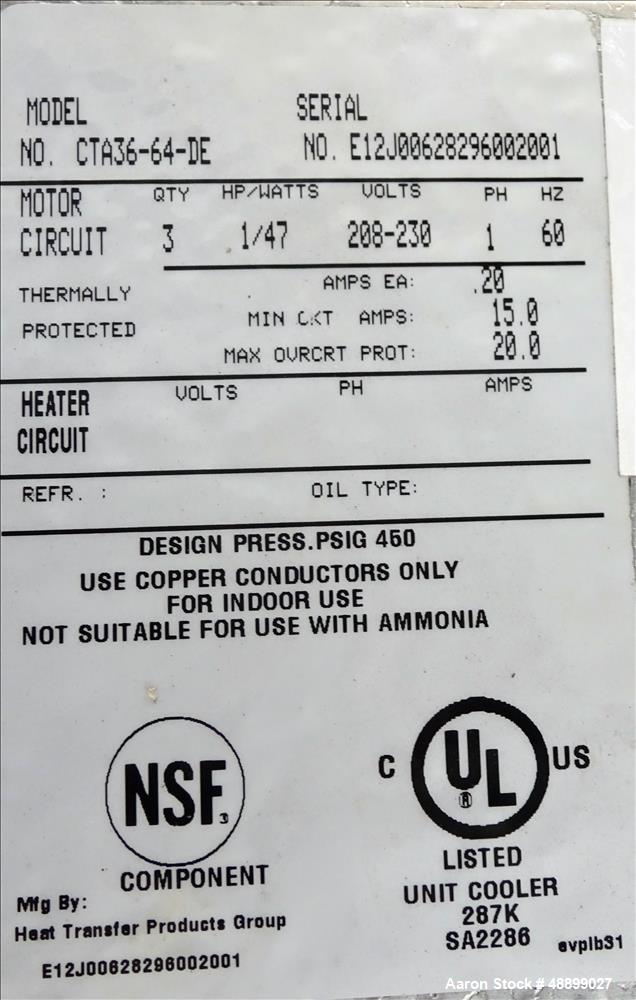 MODEL SERIAL
NO. CTA36-64-DE NO. E12J00628296002001
MOTOR QTY HP/WATTS VOLTS PH HZ
CIRCUIT 3 1/47 208-230 1 60
THERMALLY AMPS EA: .20
PROTECTED MIN CKT AMPS: 15.0
MAX OVRCRT PROT: 20.0
HEATER VOLTS PH AMPS
CIRCUIT
REFR. : OIL TYPE:
DESIGN PRESS.PSIG 450
USE COPPER CONDUCTORS ONLY
FOR INDOOR USE
NOT SUITABLE FOR USE WITH AMMONIA
NSF
COMPONENT
C UL ® US
LISTED
UNIT COOLER
287K
SA2286
Mfg By:
Heat Transfer Products Group
E12J00628296002001
evplb31
Aaron Stock # 48899027